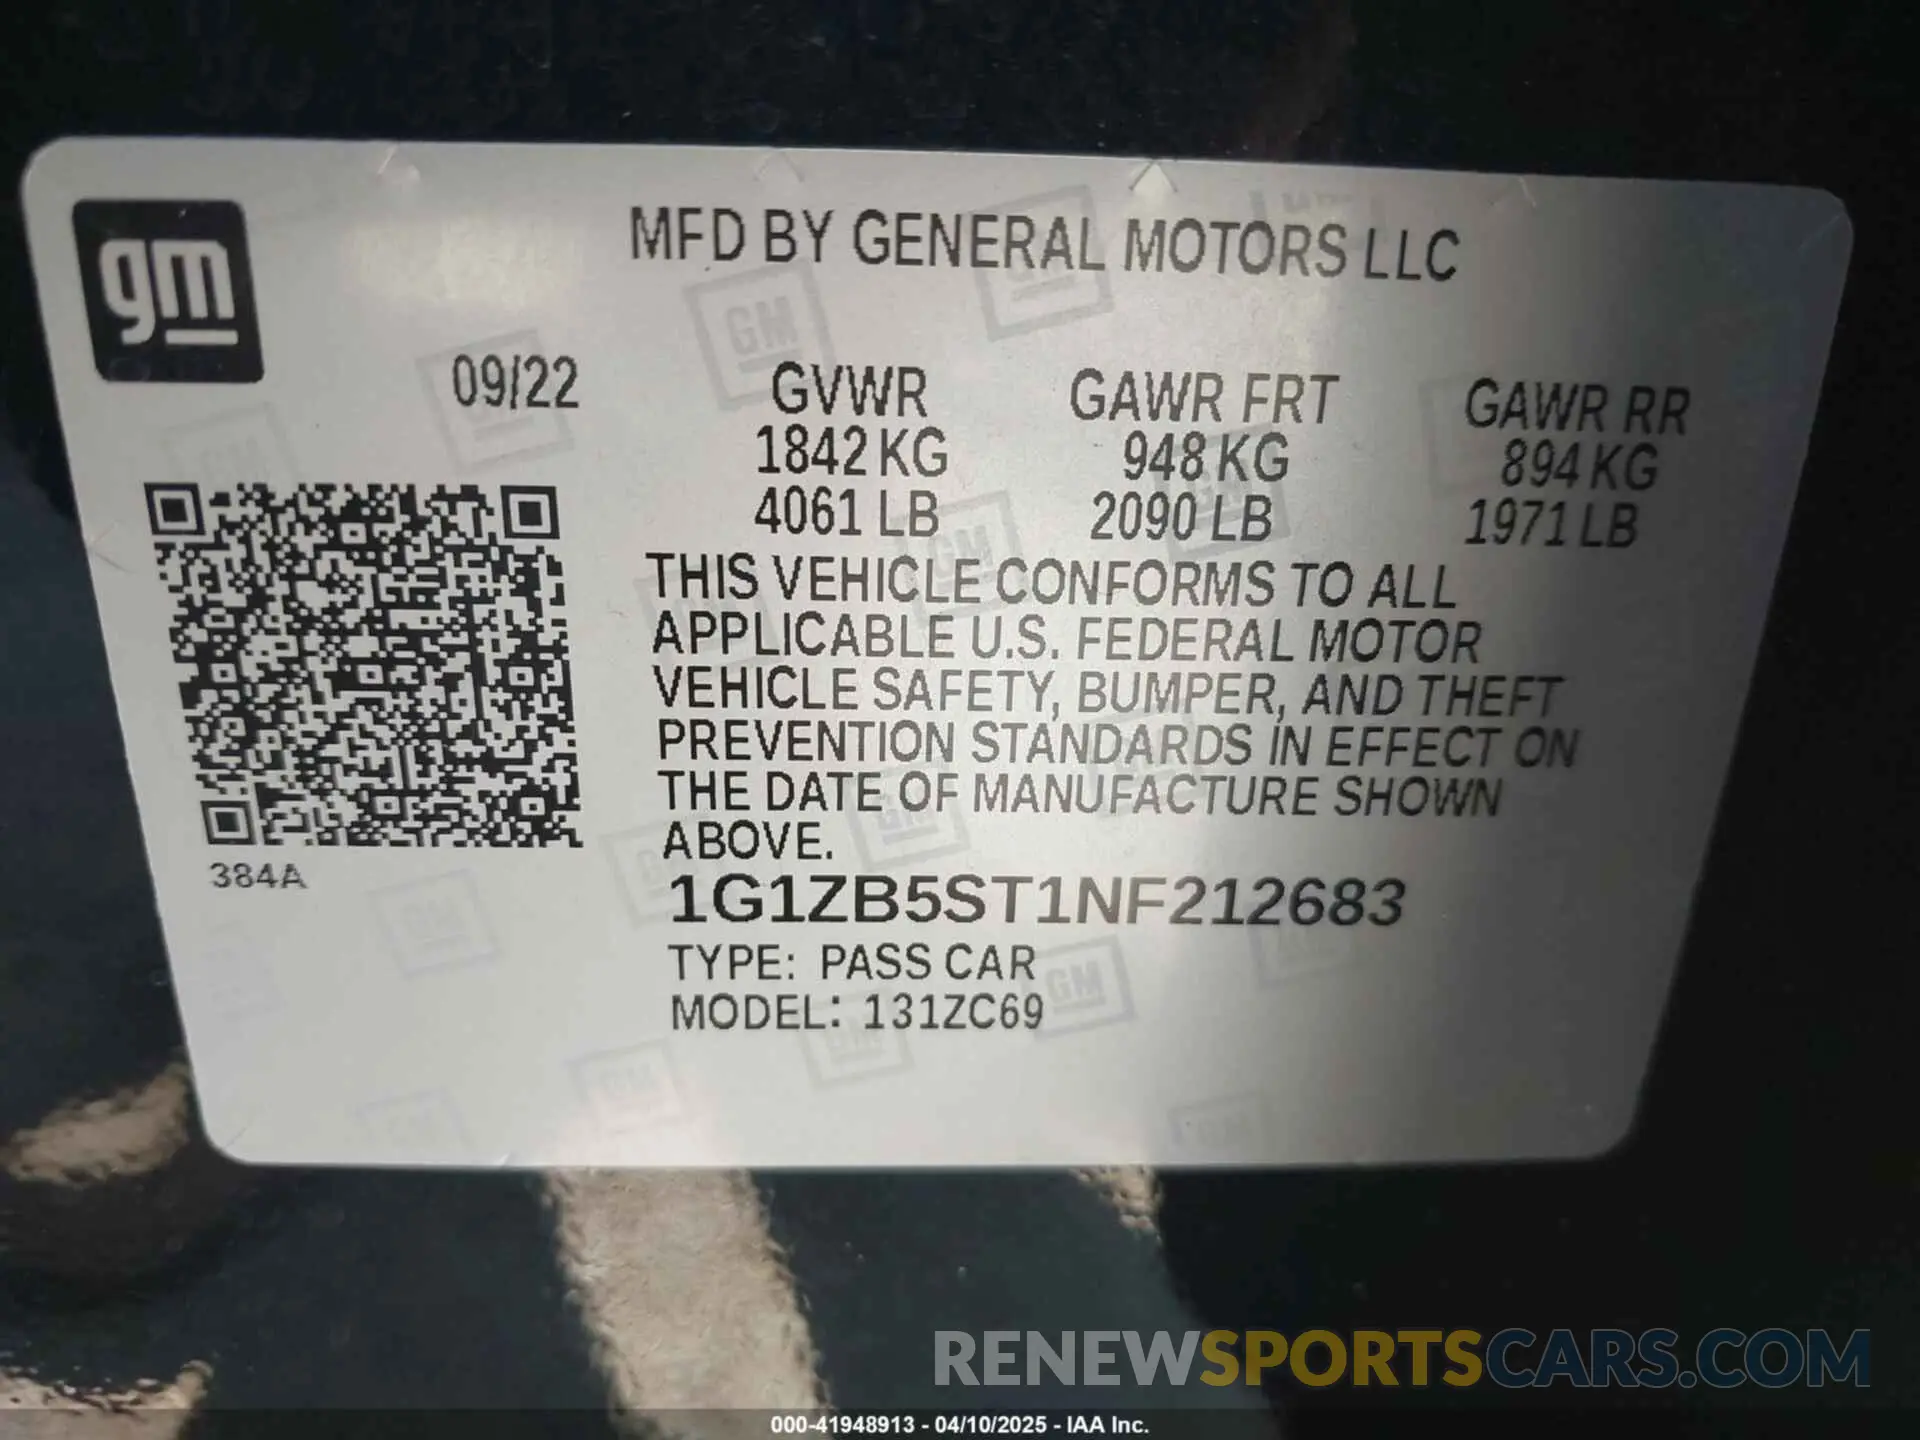 gm
MFD BY GENERAL MOTORS LLC
09/22 GVWR GAWR FRT GAWR RR
1842 KG 948 KG 894 KG
4061 LB 2090 LB 1971 LB
THIS VEHICLE CONFORMS TO ALL
APPLICABLE U.S. FEDERAL MOTOR
VEHICLE SAFETY, BUMPER, AND THEFT
PREVENTION STANDARDS IN EFFECT ON
THE DATE OF MANUFACTURE SHOWN
ABOVE.
384A
1G1ZB5ST1NF212683
TYPE: PASS CAR
MODEL: 131ZC69
RENEWSPORTSCARS.COM
000-41948913 - 04/10/2025 - IAA Inc.